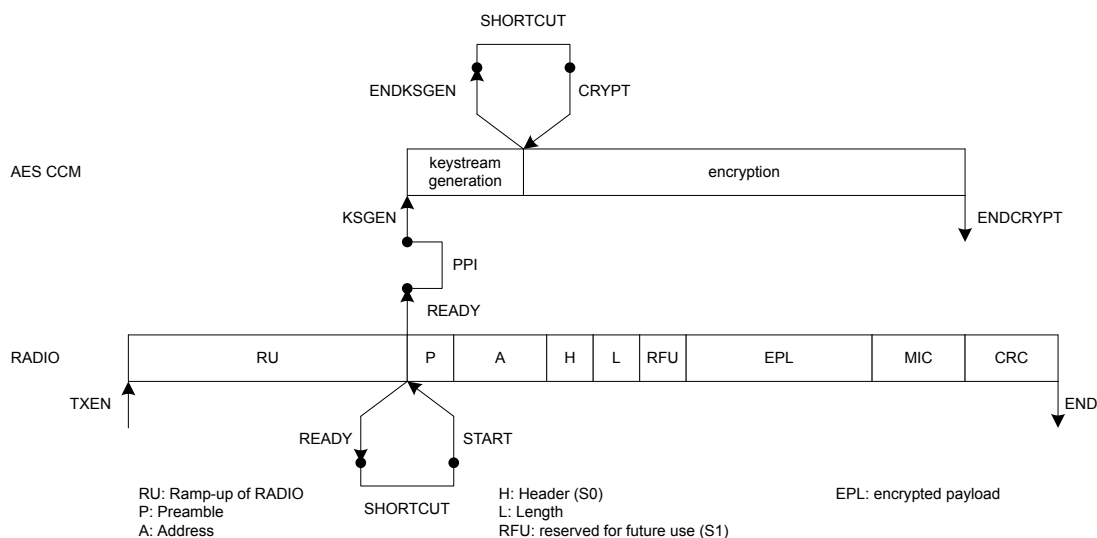 SHORTCUT
ENDKSGEN
CRYPT
AES CCM
keystream
generation
encryption
KSGEN
ENDCRYPT
PPI
READY
RADIO
RU
P
A
H
L
RFU
EPL
MIC
CRC
TXEN
END
READY
START
SHORTCUT
RU: Ramp-up of RADIO
P: Preamble
A: Address
H: Header (S0)
L: Length
RFU: reserved for future use (S1)
EPL: encrypted payload